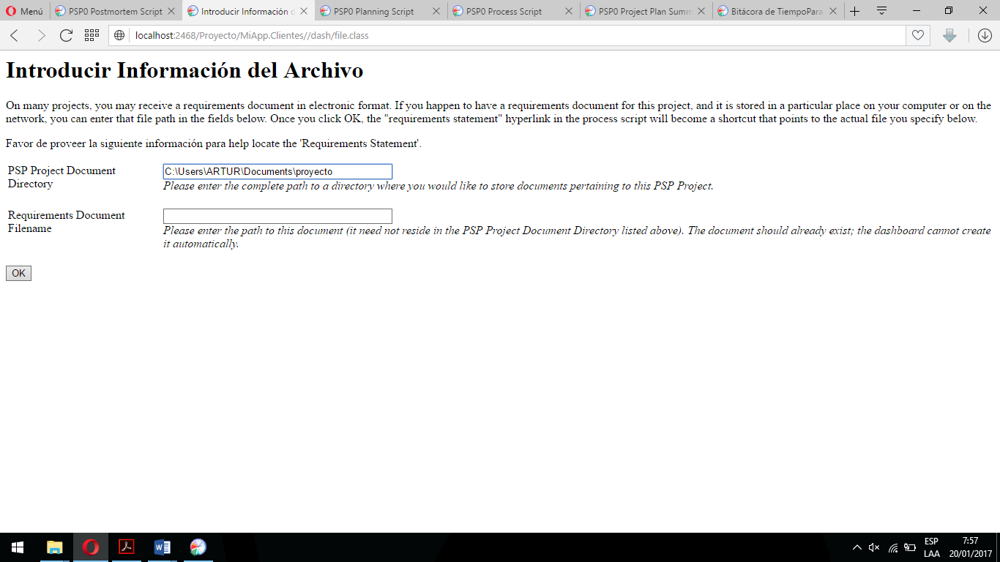 Menú
PSP0 Postmortem Script
Introducir Información d
PSP0 Planning Script
PSP0 Process Script
PSP0 Project Plan Summ
Bitácora de TiempoPara
localhost:2468/Proyecto/MiApp.Clientes//dash/file.class
Introducir Información del Archivo
On many projects, you may receive a requirements document in electronic format. If you happen to have a requirements document for this project, and it is stored in a particular place on your computer or on the
network, you can enter that file path in the fields below. Once you click OK, the "requirements statement" hyperlink in the process script will become a shortcut that points to the actual file you specify below.
Favor de proveer la siguiente información para help locate the 'Requirements Statement'.
PSP Project Document
Directory
C:\Users\ARTUR\Documents\proyecto
Please enter the complete path to a directory where you would like to store documents pertaining to this PSP Project.
Requirements Document
Filename
Please enter the path to this document (it need not reside in the PSP Project Document Directory listed above). The document should already exist; the dashboard cannot create
it automatically.
OK
ESP
LAA
7:57
20/01/2017